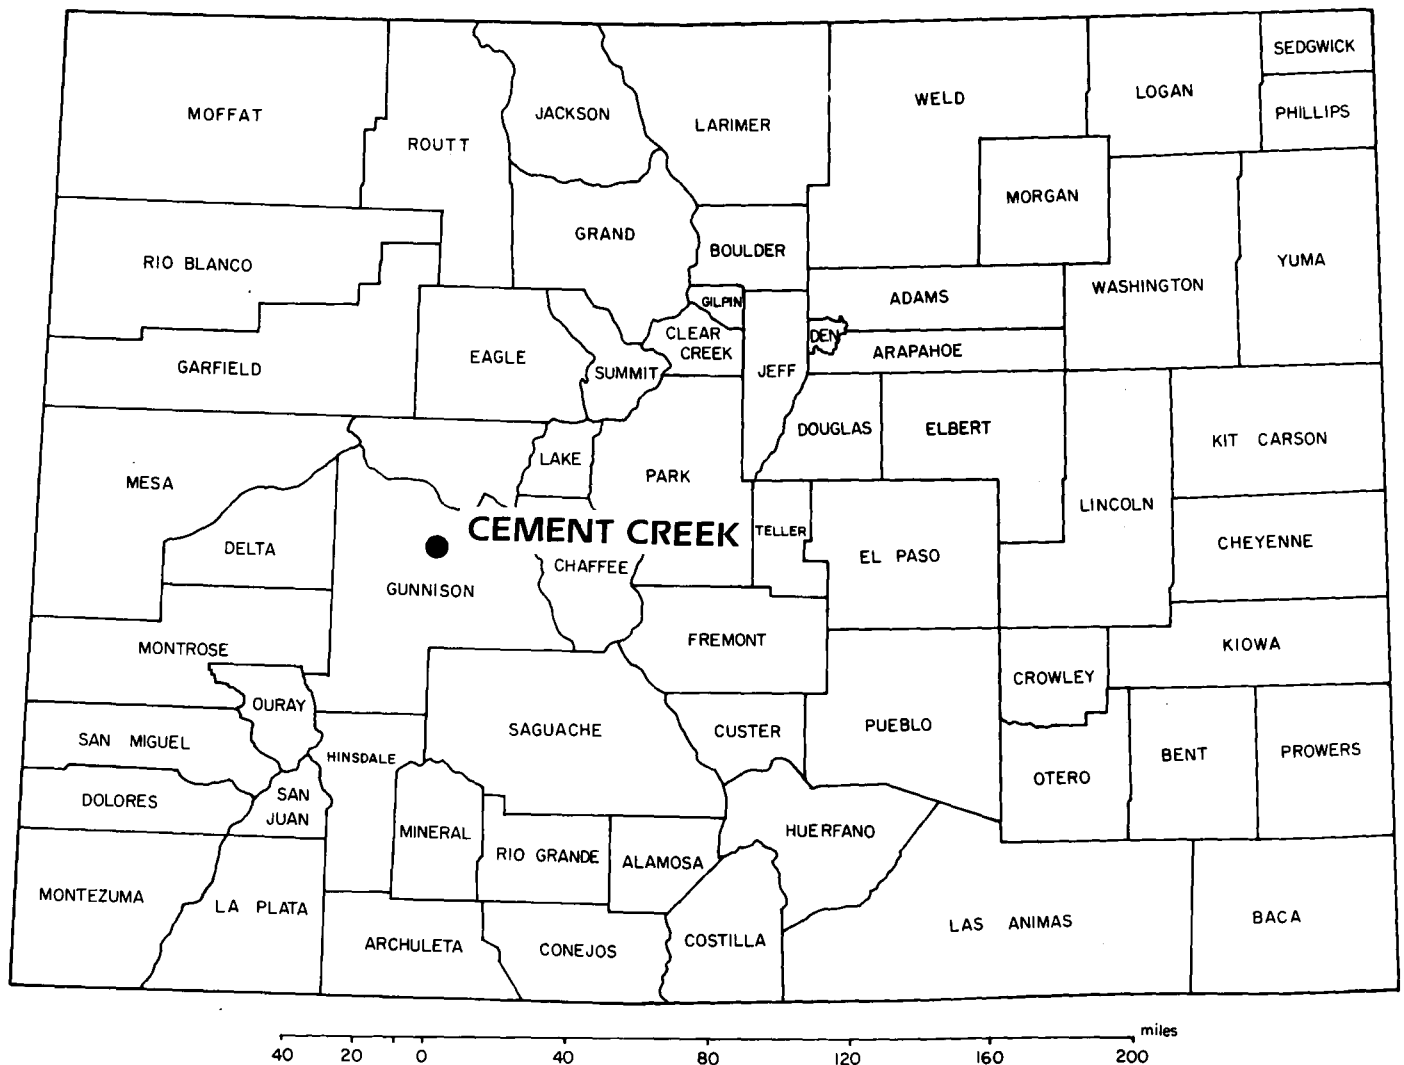 SEDGWICK
LOGAN
WELD
MOFFAT
JACKSON
LARIMER
PHILLIPS
ROUTT
MORGAN
GRAND
BOULDER
RIO BLANCO
YUMA
WASHINGTON
ADAMS
GILPIN
CLEAR
CREEK
DEN
ARAPAHOE
EAGLE
GARFIELD
SUMMIT
JEFF
DOUGLAS
ELBERT
KIT CARSON
LAKE
PARK
MESA
LINCOLN
CEMENT CREEK
TELLER
DELTA
EL PASO
CHEYENNE
CHAFFEE
GUNNISON
FREMONT
MONTROSE
KIOWA
CROWLEY
OURAY
SAGUACHE
CUSTER
PUEBLO
SAN MIGUEL
HINSDALE
BENT
PROWERS
OTERO
DOLORES
SAN
JUAN
MINERAL
HUERFANO
RIO GRANDE
ALAMOSA
MONTEZUMA
LA PLATA
LAS ANIMAS
BACA
ARCHULETA
CONEJOS
COSTILLA
miles
40 20 0 40 80 120 160 200